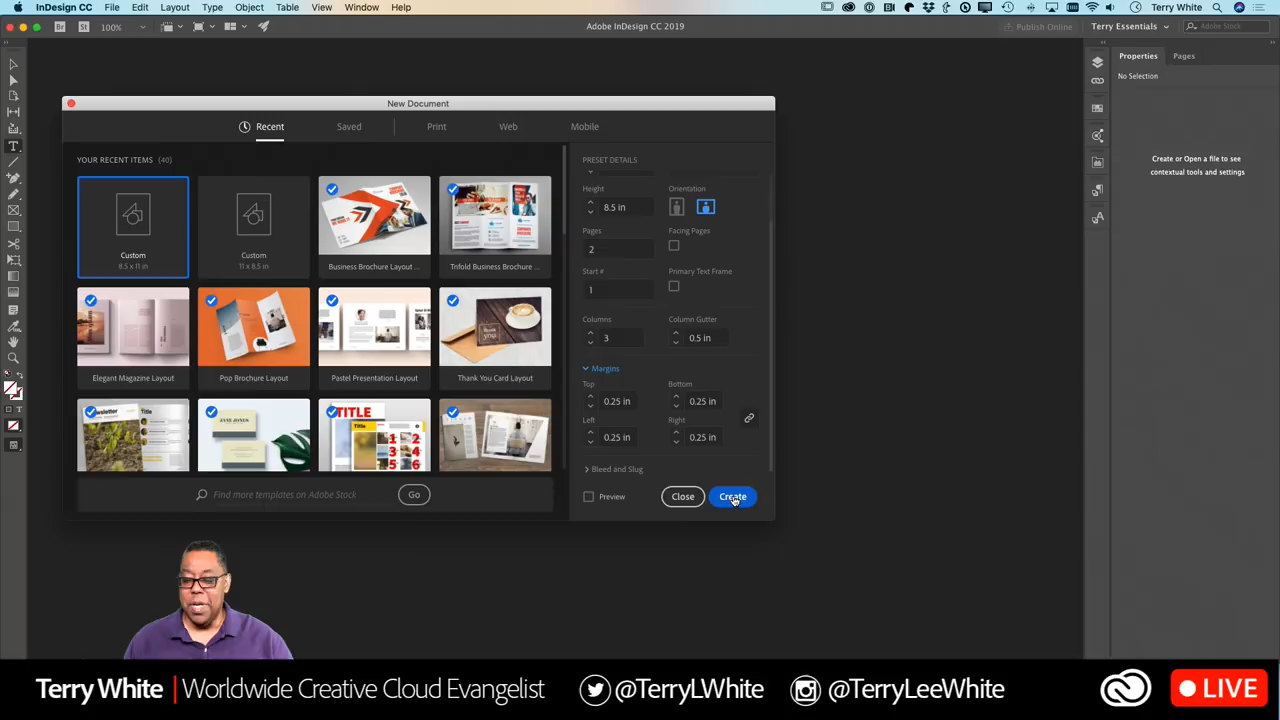 InDesign CC File Edit Layout Type Object Table View Window Help Terry White
Br St 100% Adobe InDesign CC 2019 Publish Online Terry Essentials Adobe Stock
Properties Pages
No Selection
Create or Open a file to see
contextual tools and settings
New Document
Recent Saved Print Web Mobile
YOUR RECENT ITEMS (40)
Custom
8.5 x 11 in
Custom
11 x 8.5 in
Business Brochure Layout ...
Trifold Business Brochure ...
Elegant Magazine Layout
Pop Brochure Layout
Pastel Presentation Layout
Thank You Card Layout
Find more templates on Adobe Stock Go
PRESET DETAILS
Height Orientation
8.5 in
Pages Facing Pages
2
Start # Primary Text Frame
1
Columns Column Gutter
3 0.5 in
Margins
Top Bottom
0.25 in 0.25 in
Left Right
0.25 in 0.25 in
Bleed and Slug
Preview Close Create
Terry White | Worldwide Creative Cloud Evangelist @TerryLWhite @TerryLeeWhite LIVE